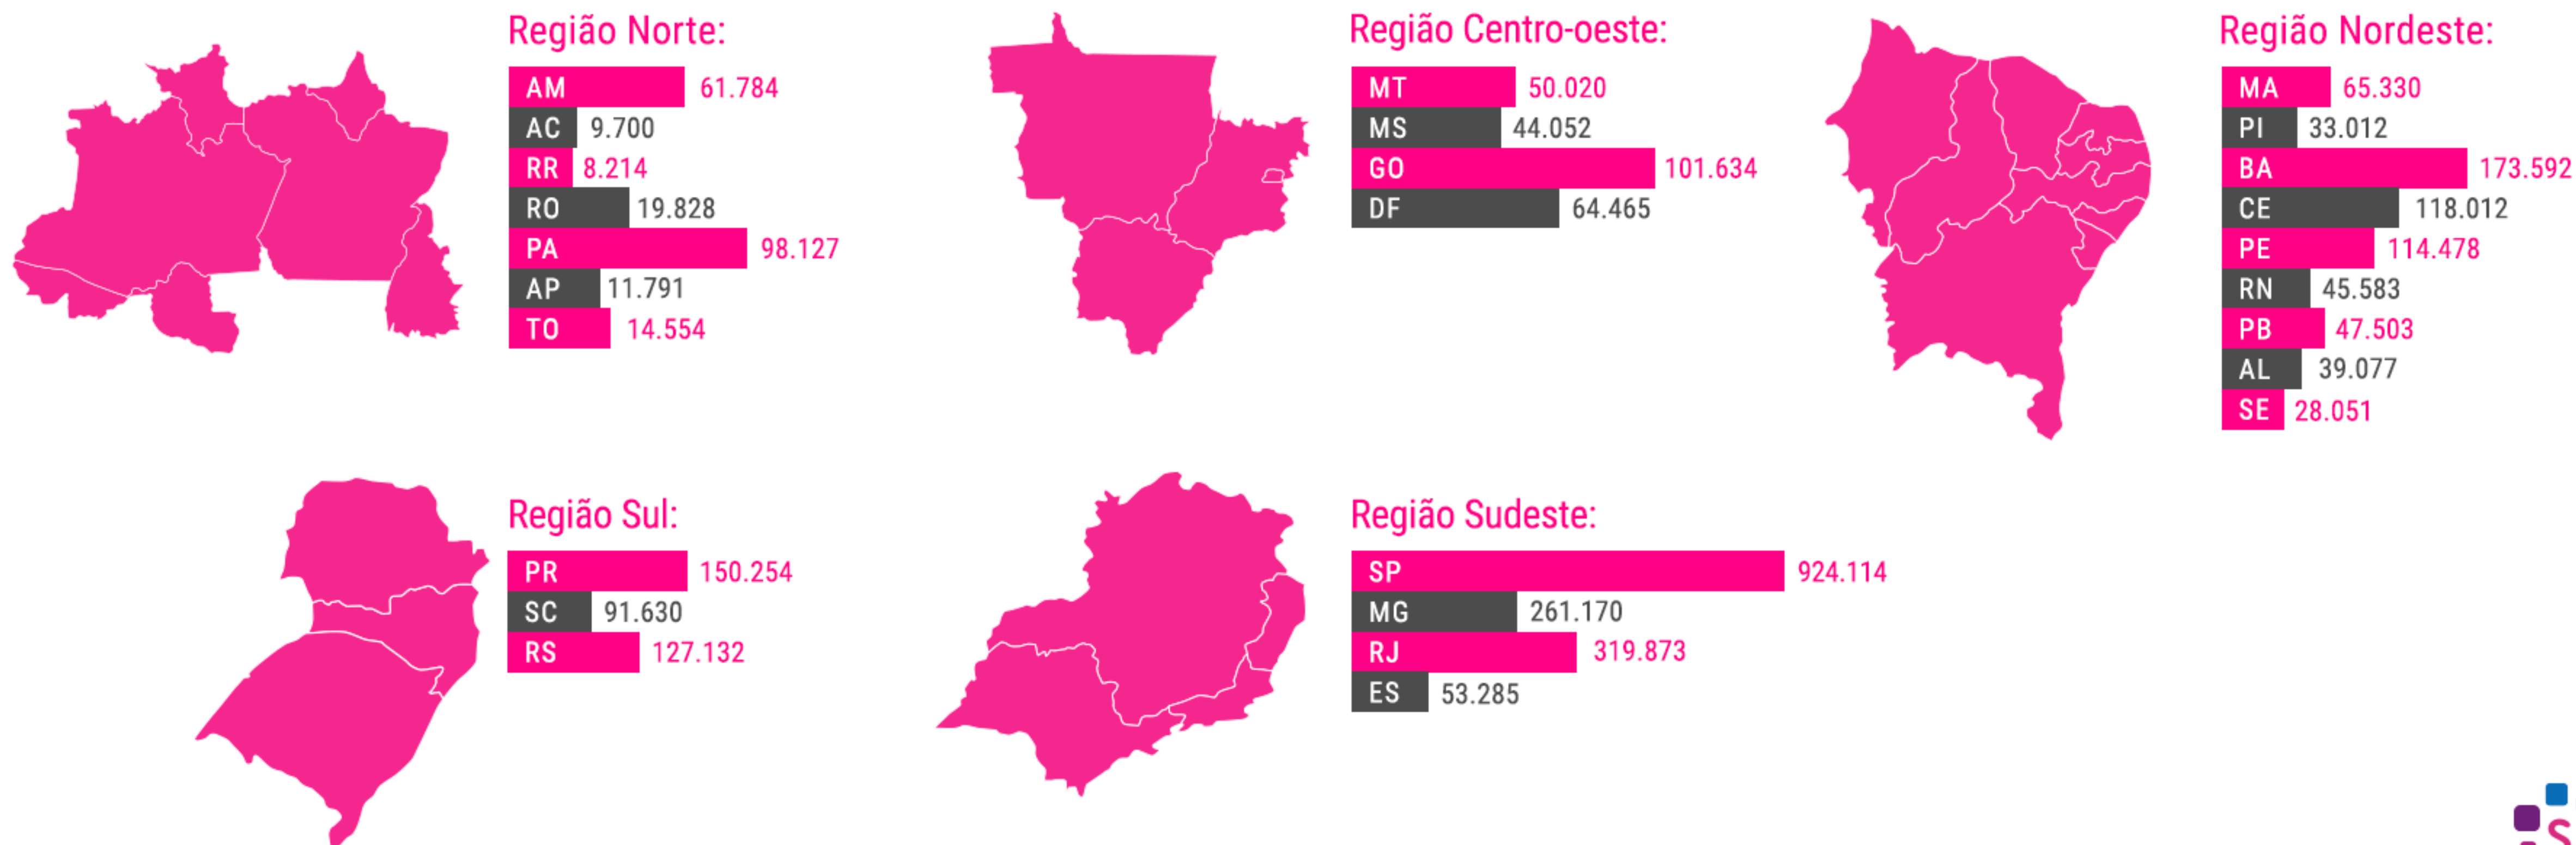 Região Norte:
AM 61.784
AC 9.700
RR 8.214
RO 19.828
PA 98.127
AP 11.791
TO 14.554
Região Centro-oeste:
MT 50.020
MS 44.052
GO 101.634
DF 64.465
Região Nordeste:
MA 65.330
PI 33.012
BA 173.592
CE 118.012
PE 114.478
RN 45.583
PB 47.503
AL 39.077
SE 28.051
Região Sul:
PR 150.254
SC 91.630
RS 127.132
Região Sudeste:
SP 924.114
MG 261.170
RJ 319.873
ES 53.285